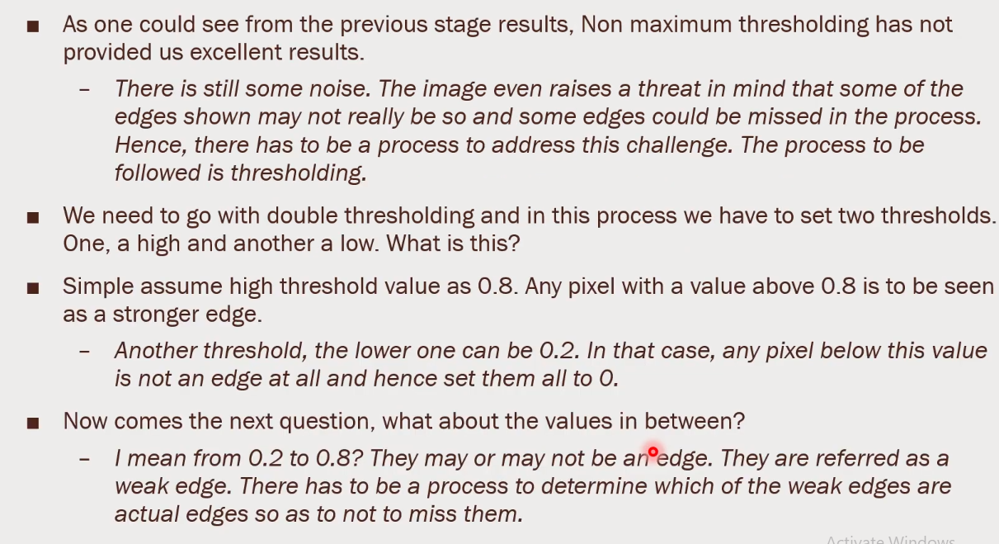 ■ As one could see from the previous stage results, Non maximum thresholding has not
provided us excellent results.
– There is still some noise. The image even raises a threat in mind that some of the
edges shown may not really be so and some edges could be missed in the process.
Hence, there has to be a process to address this challenge. The process to be
followed is thresholding.
■ We need to go with double thresholding and in this process we have to set two thresholds.
One, a high and another a low. What is this?
■ Simple assume high threshold value as 0.8. Any pixel with a value above 0.8 is to be seen
as a stronger edge.
– Another threshold, the lower one can be 0.2. In that case, any pixel below this value
is not an edge at all and hence set them all to 0.
■ Now comes the next question, what about the values in between?
– I mean from 0.2 to 0.8? They may or may not be an edge. They are referred as a
weak edge. There has to be a process to determine which of the weak edges are
actual edges so as to not to miss them.
Activate Windows